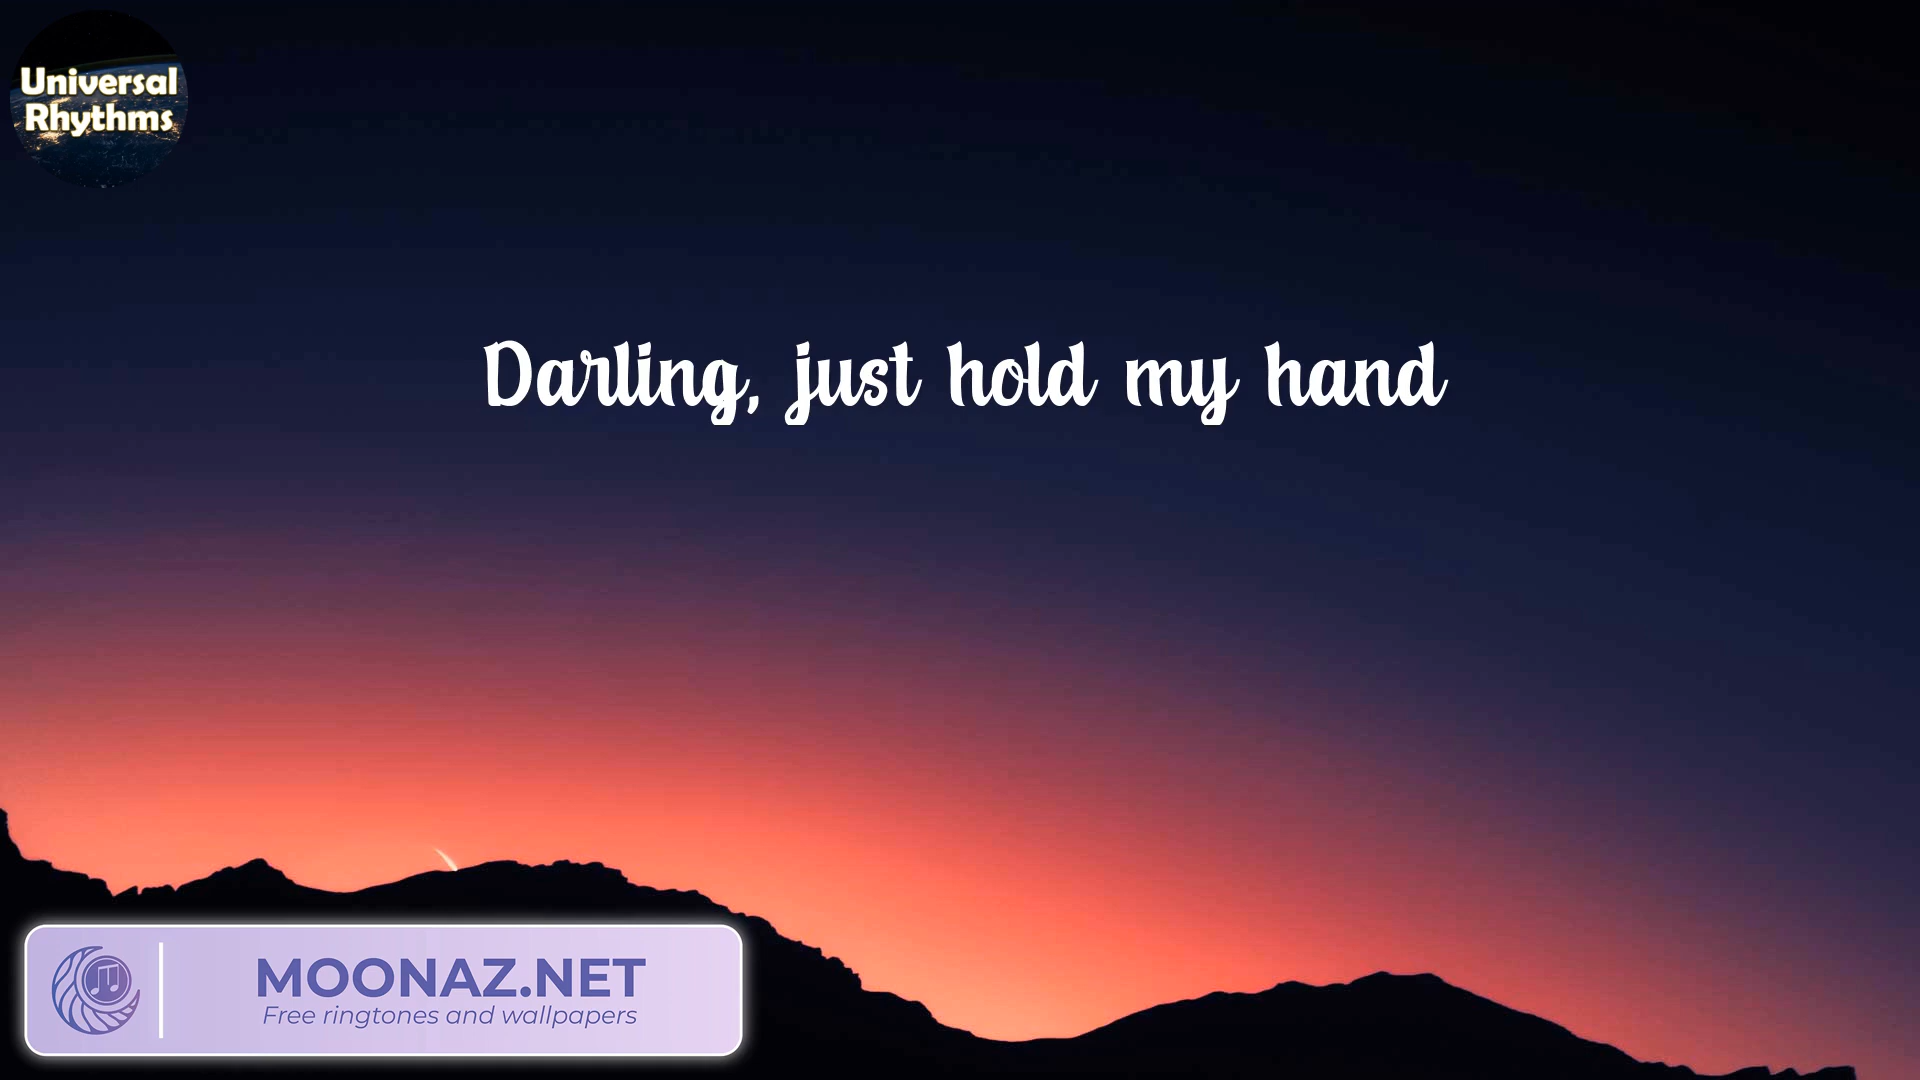 Universal
Rhythms
Darling, just hold my hand
MOONAZ.NET
Free ringtones and wallpapers